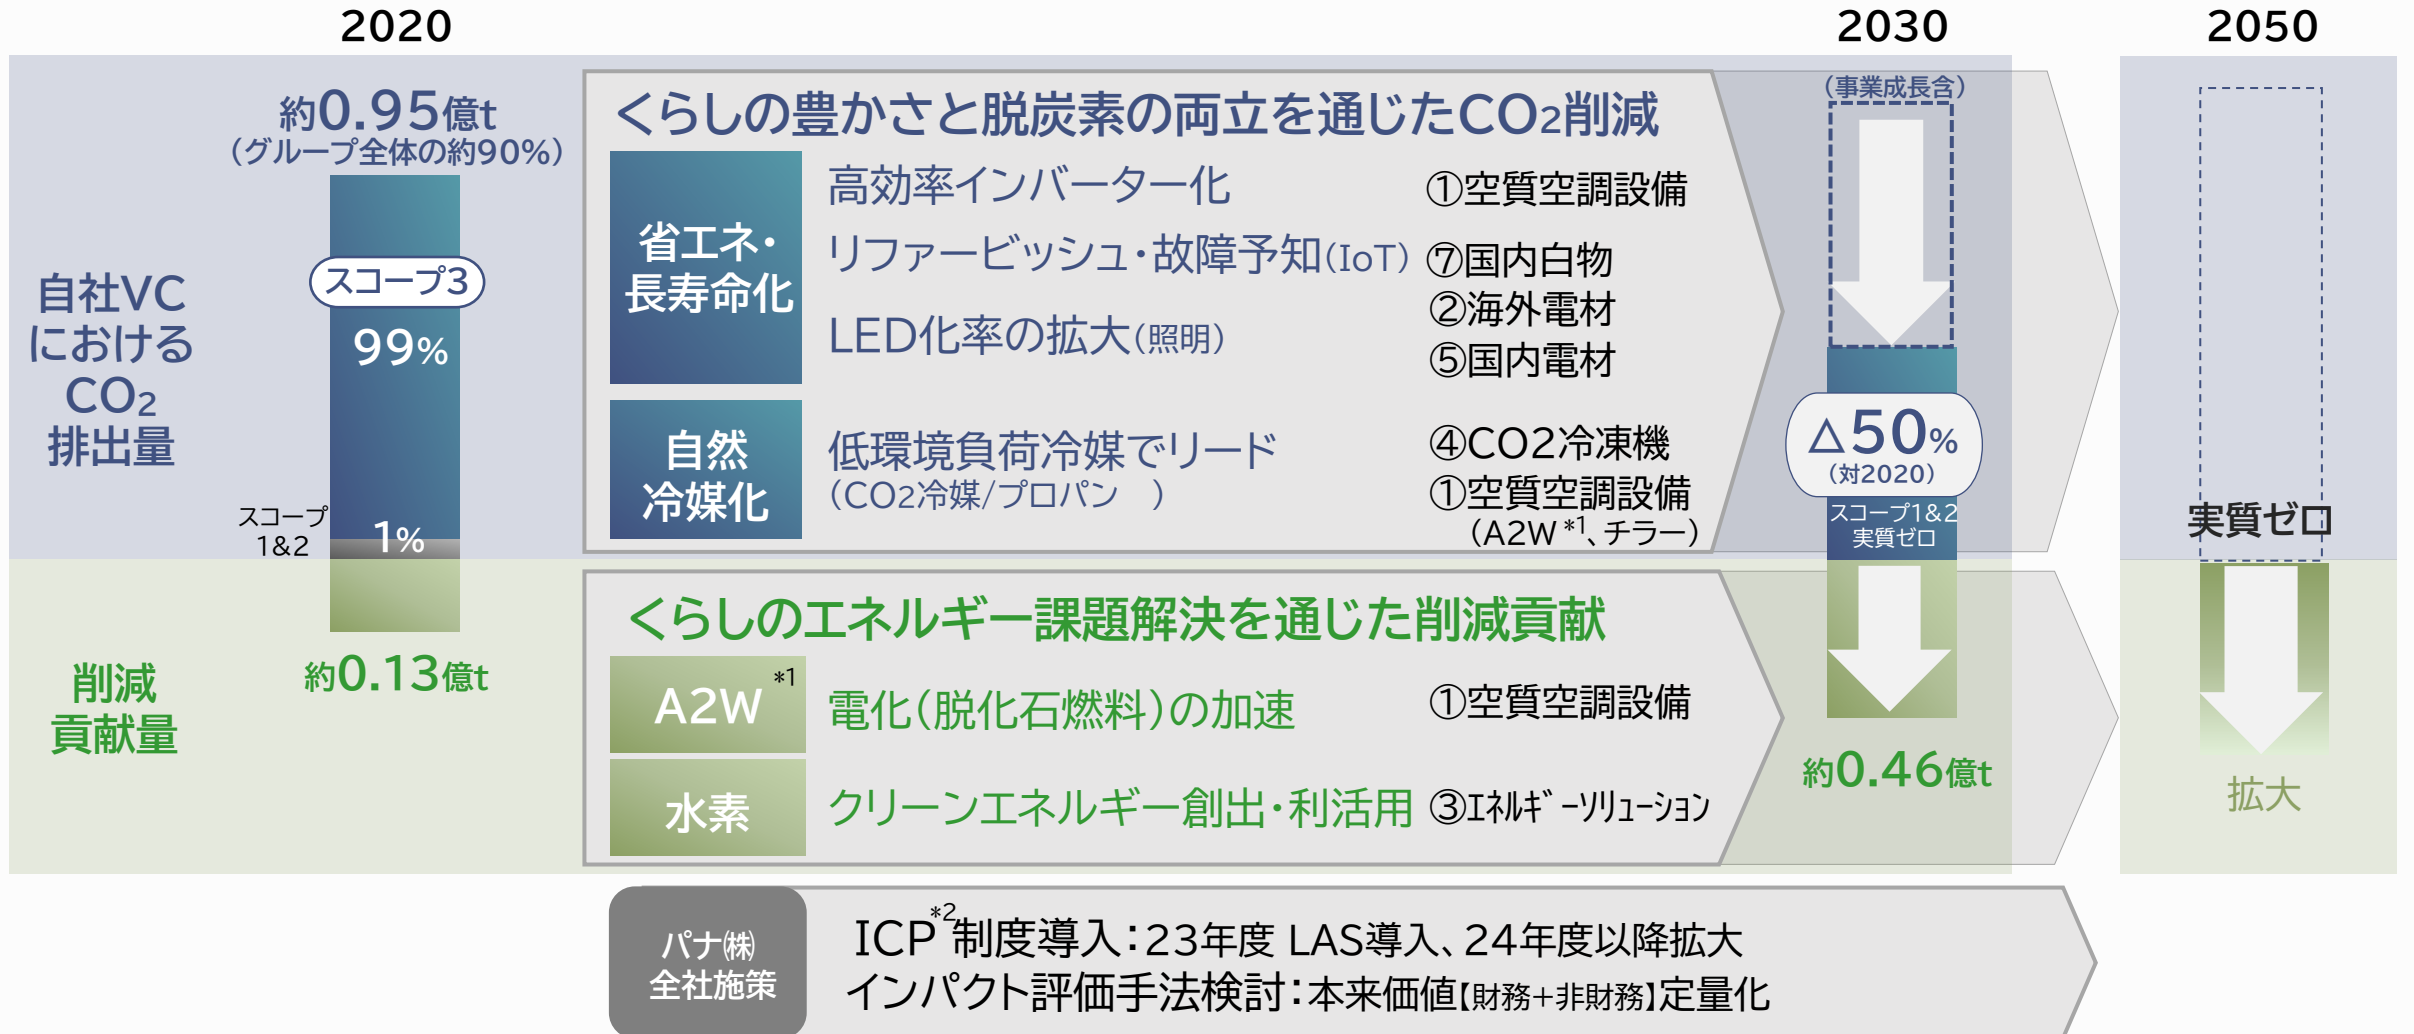 2020
2030
2050
自社VC
における
CO2
排出量
約0.95億t
(グループ全体の約90%)
スコープ3
99%
スコープ
1&2
1%
くらしの豊かさと脱炭素の両立を通じたCO2削減
省エネ・
長寿命化
高効率インバーター化
①空質空調設備
リファービッシュ・故障予知(IoT)
⑦国内白物
LED化率の拡大(照明)
②海外電材
⑤国内電材
自然
冷媒化
低環境負荷冷媒でリード
(CO2冷媒/プロパン )
④CO2冷凍機
①空質空調設備
(A2W*1、チラー)
(事業成長含)
△50%
(対2020)
スコープ1&2
実質ゼロ
実質ゼロ
削減
貢献量
約0.13億t
くらしのエネルギー課題解決を通じた削減貢献
A2W*1
電化(脱化石燃料)の加速
①空質空調設備
水素
クリーンエネルギー創出・利活用
③エネルギーソリューション
約0.46億t
拡大
パナ㈱
全社施策
ICP*2制度導入:23年度 LAS導入、24年度以降拡大
インパクト評価手法検討:本来価値【財務+非財務】定量化